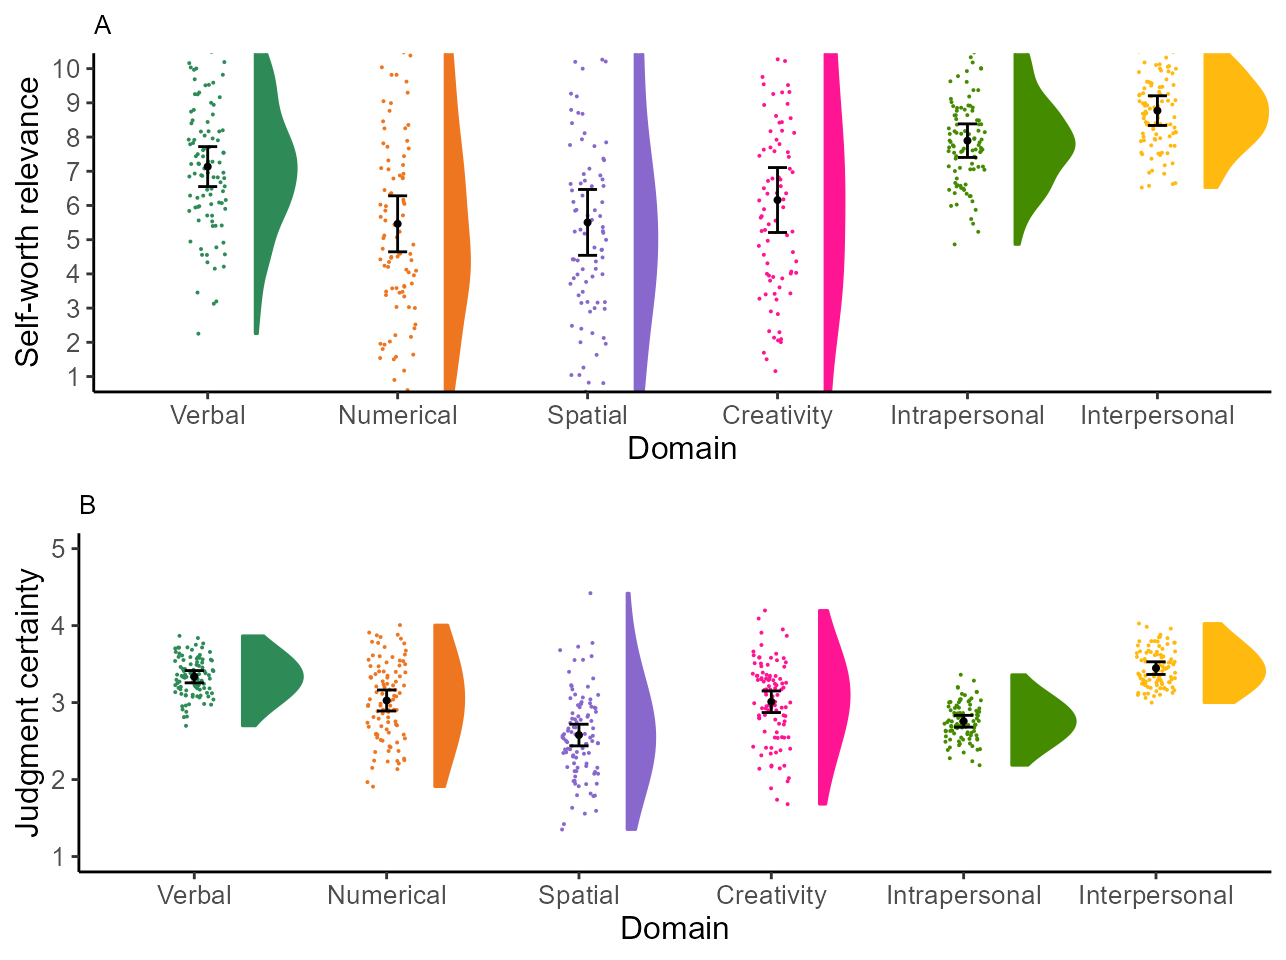 A
Self-worth relevance
10
9
8
7
6
5
4
3
2
1
Verbal Numerical Spatial Creativity Intrapersonal Interpersonal
Domain
B
Judgment certainty
5
4
3
2
1
Verbal Numerical Spatial Creativity Intrapersonal Interpersonal
Domain